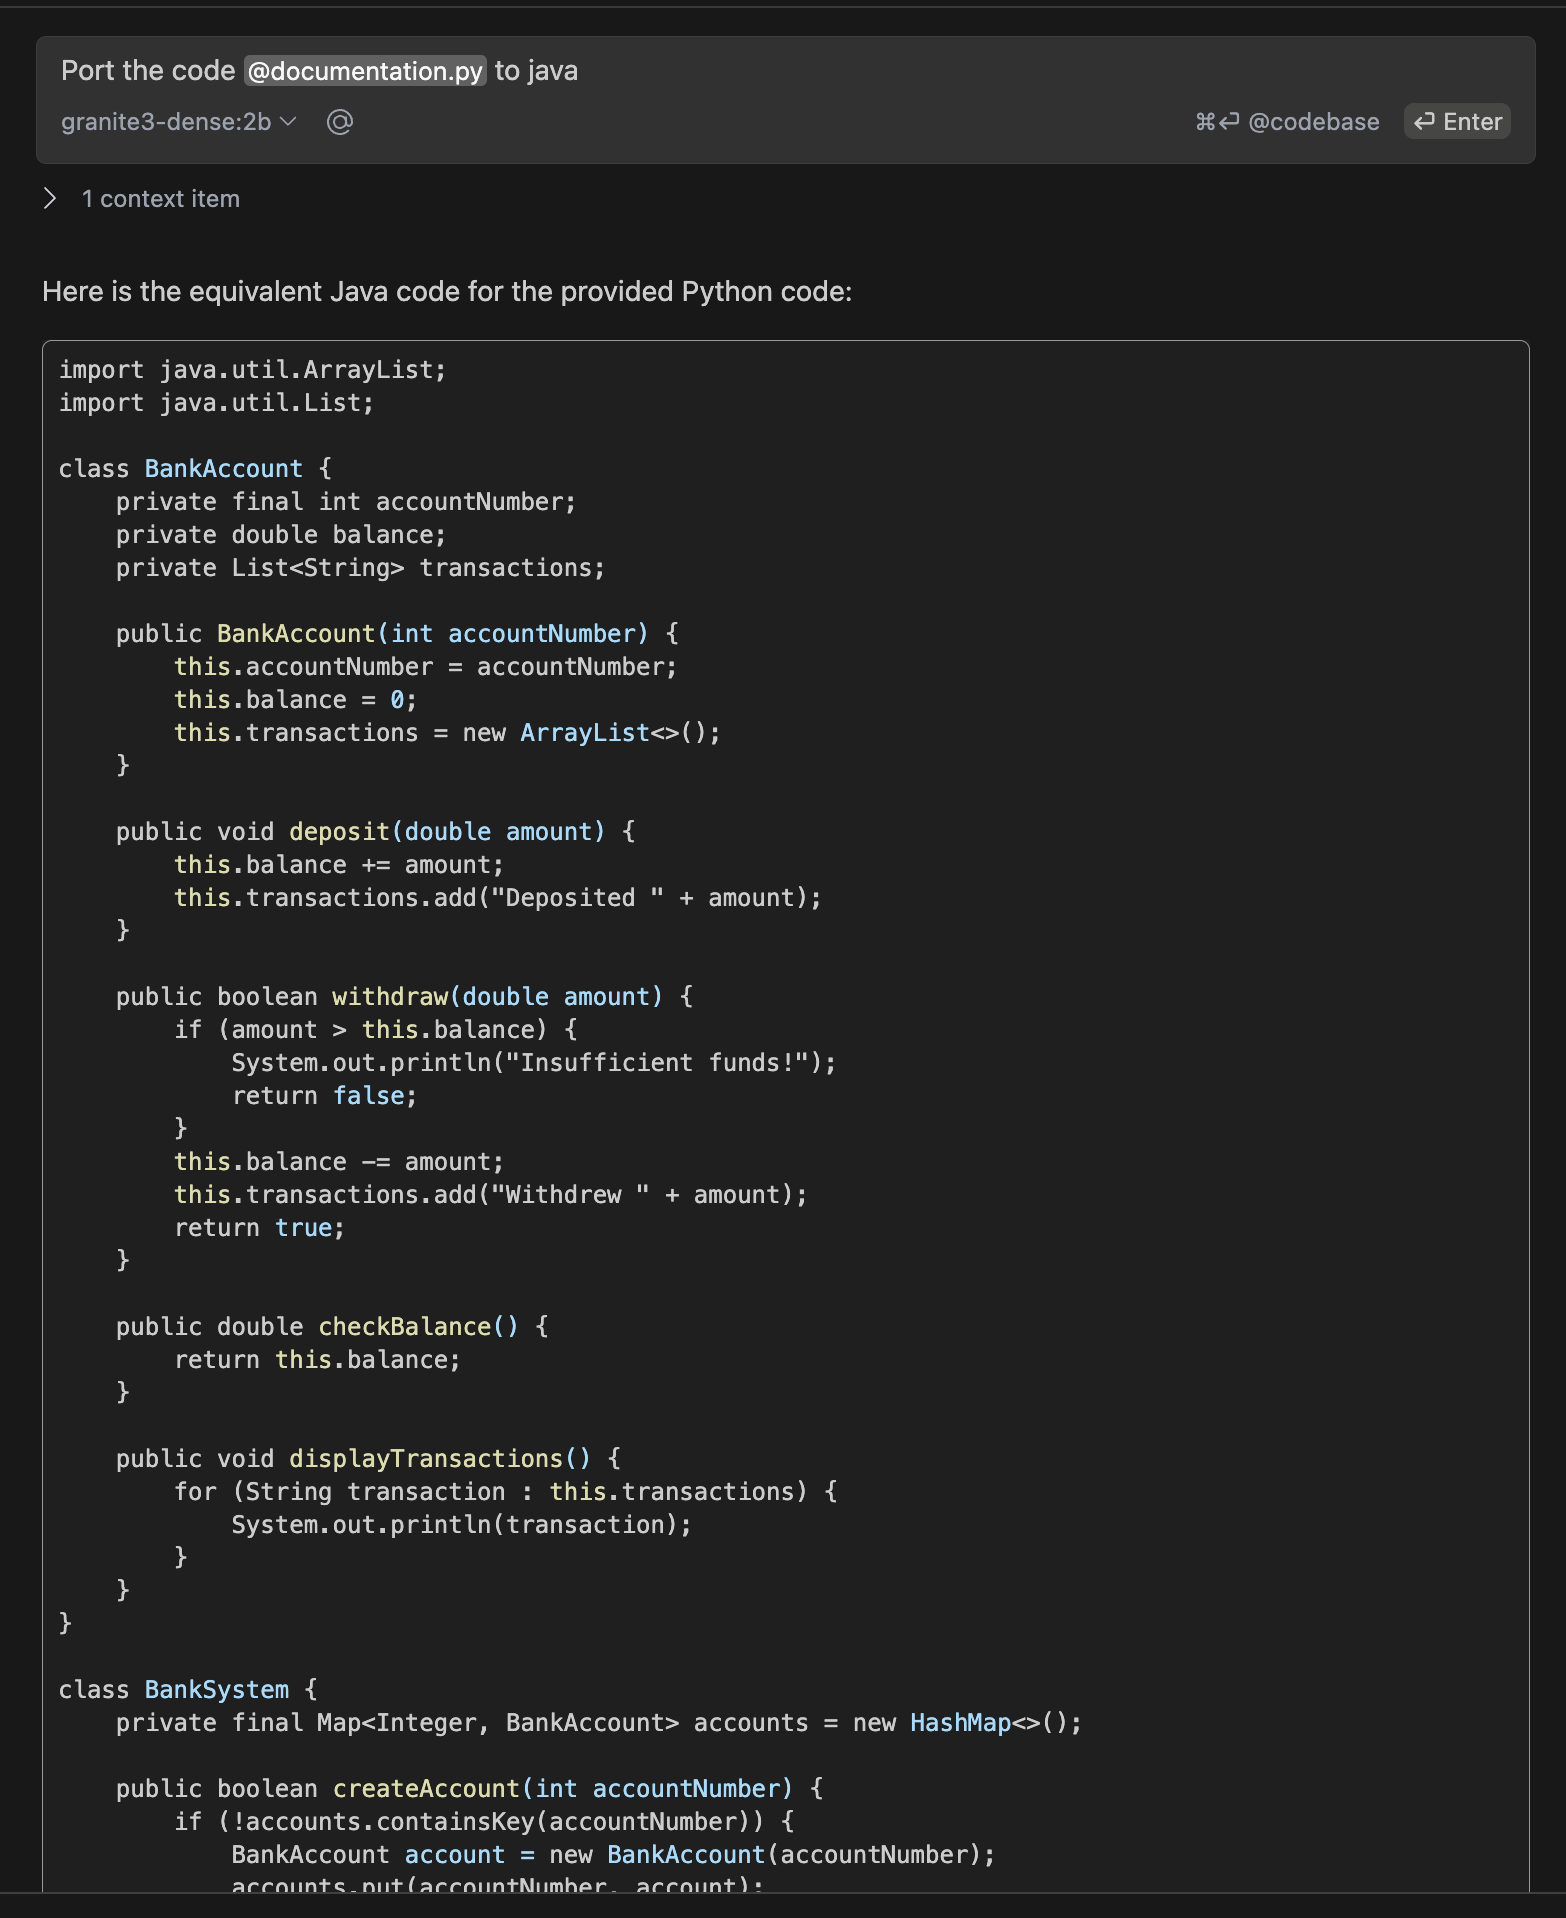 Port the code @documentation.py to java
granite3-dense:2b @ ⌘⏎ @codebase ⏎ Enter
1 context item
Here is the equivalent Java code for the provided Python code:
import java.util.ArrayList;
import java.util.List;

class BankAccount {
    private final int accountNumber;
    private double balance;
    private List<String> transactions;

    public BankAccount(int accountNumber) {
        this.accountNumber = accountNumber;
        this.balance = 0;
        this.transactions = new ArrayList<>();
    }

    public void deposit(double amount) {
        this.balance += amount;
        this.transactions.add("Deposited " + amount);
    }

    public boolean withdraw(double amount) {
        if (amount > this.balance) {
            System.out.println("Insufficient funds!");
            return false;
        }
        this.balance -= amount;
        this.transactions.add("Withdrew " + amount);
        return true;
    }

    public double checkBalance() {
        return this.balance;
    }

    public void displayTransactions() {
        for (String transaction : this.transactions) {
            System.out.println(transaction);
        }
    }
}

class BankSystem {
    private final Map<Integer, BankAccount> accounts = new HashMap<>();

    public boolean createAccount(int accountNumber) {
        if (!accounts.containsKey(accountNumber)) {
            BankAccount account = new BankAccount(accountNumber);
            accounts.put(accountNumber, account);